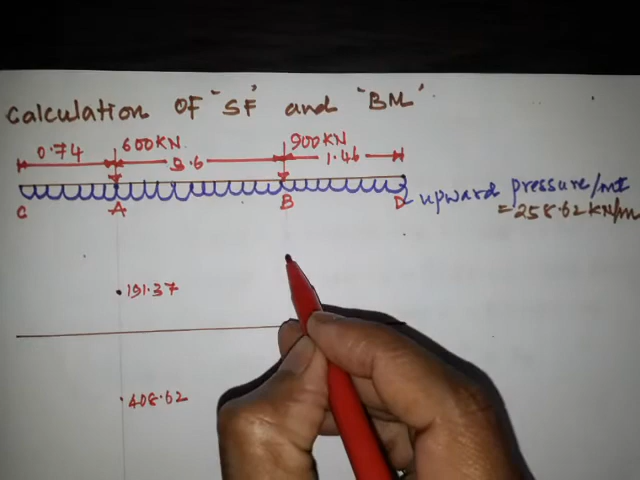 Calculation OF "SF" and "BM"
0.74 600KN 3.6 900KN 1.46
C A B D upward pressure/mt
= 258.62 KN/m
191.37
408.62